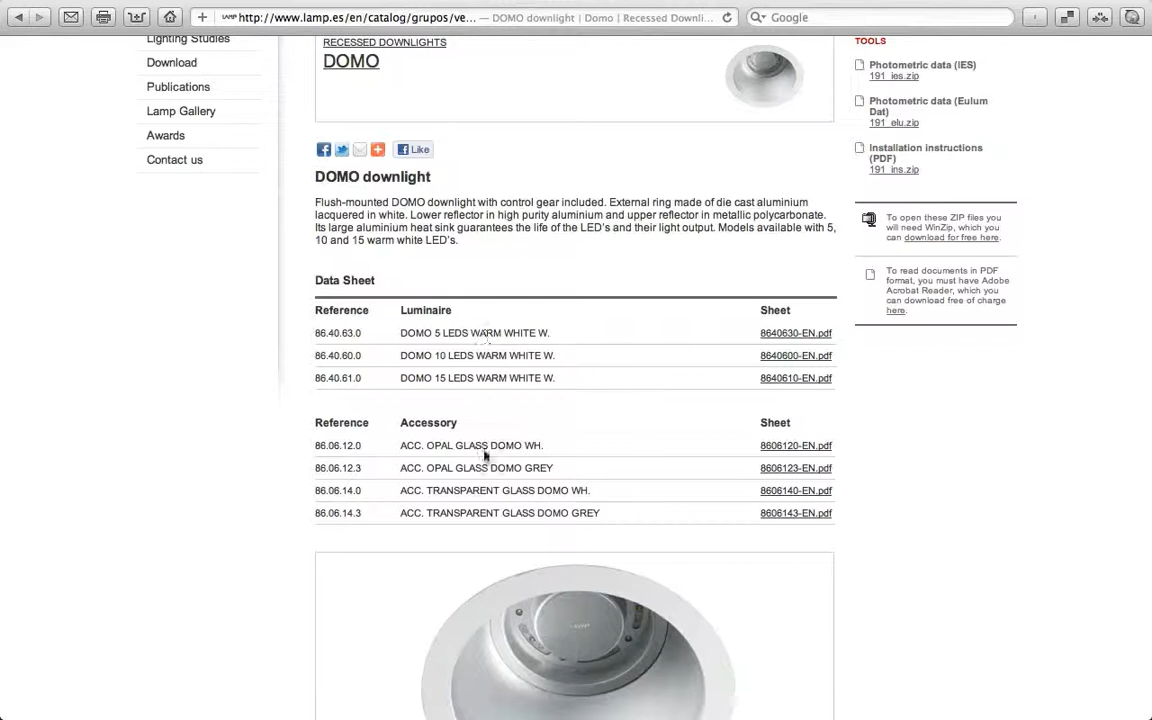 http://www.lamp.es/en/catalog/grupos/ve... — DOMO downlight | Domo | Recessed Downli...
Google
Lighting Studies
Download
Publications
Lamp Gallery
Awards
Contact us
RECESSED DOWNLIGHTS
DOMO
Like
DOMO downlight
Flush-mounted DOMO downlight with control gear included. External ring made of die cast aluminium
lacquered in white. Lower reflector in high purity aluminium and upper reflector in metallic polycarbonate.
Its large aluminium heat sink guarantees the life of the LED's and their light output. Models available with 5,
10 and 15 warm white LED's.
Data Sheet
Reference Luminaire Sheet
86.40.63.0 DOMO 5 LEDS WARM WHITE W. 8640630-EN.pdf
86.40.60.0 DOMO 10 LEDS WARM WHITE W. 8640600-EN.pdf
86.40.61.0 DOMO 15 LEDS WARM WHITE W. 8640610-EN.pdf
Reference Accessory Sheet
86.06.12.0 ACC. OPAL GLASS DOMO WH. 8606120-EN.pdf
86.06.12.3 ACC. OPAL GLASS DOMO GREY 8606123-EN.pdf
86.06.14.0 ACC. TRANSPARENT GLASS DOMO WH. 8606140-EN.pdf
86.06.14.3 ACC. TRANSPARENT GLASS DOMO GREY 8606143-EN.pdf
TOOLS
Photometric data (IES)
191_ies.zip
Photometric data (Eulum
Dat)
191_elu.zip
Installation instructions
(PDF)
191_ins.zip
To open these ZIP files you
will need WinZip, which you
can download for free here.
To read documents in PDF
format, you must have Adobe
Acrobat Reader, which you
can download free of charge
here.